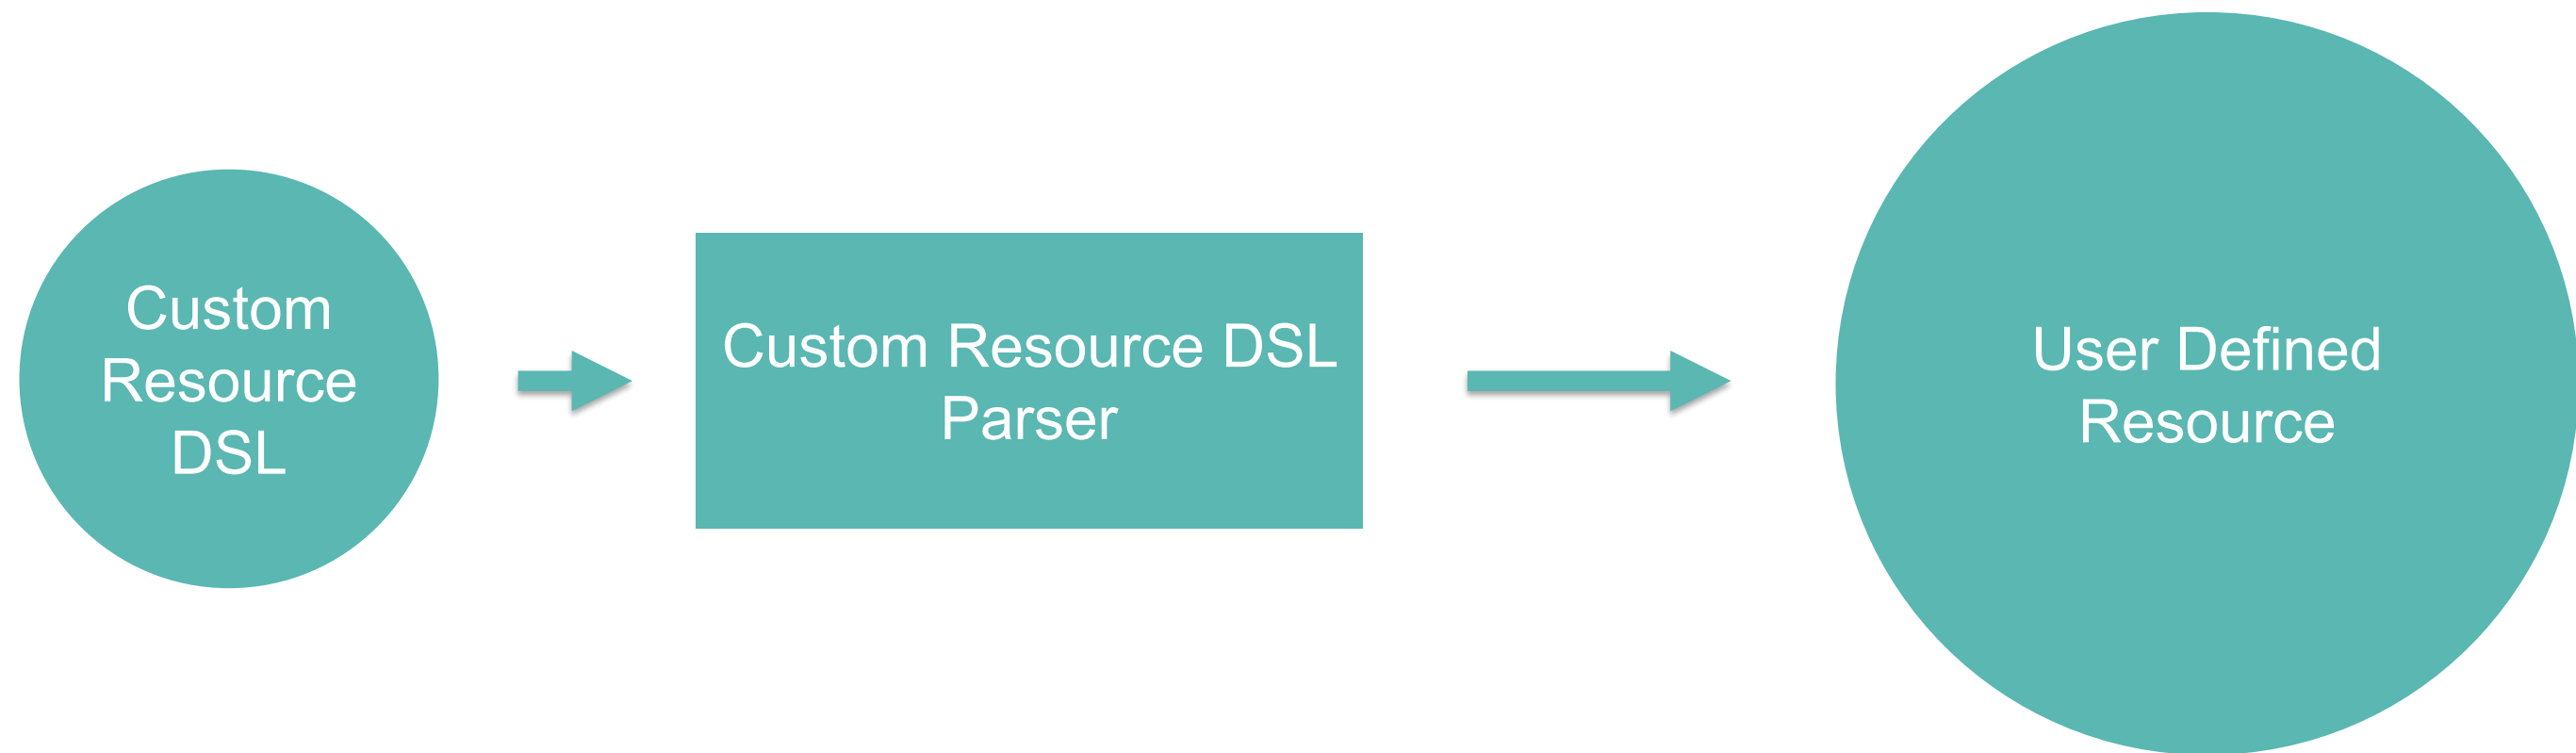 Custom
Resource
DSL
Custom Resource DSL
Parser
User Defined
Resource